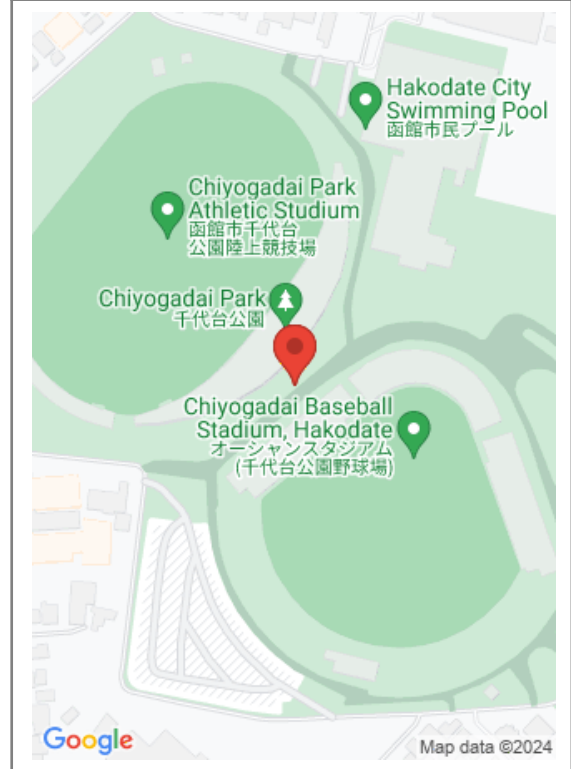 Hakodate City
Swimming Pool
函館市民プール
Chiyogadai Park
Athletic Studium
函館市千代台
公園陸上競技場
Chiyogadai Park
千代台公園
Chiyogadai Baseball
Stadium, Hakodate
オーシャンスタジアム
(千代台公園野球場)
Google
Map data ©2024